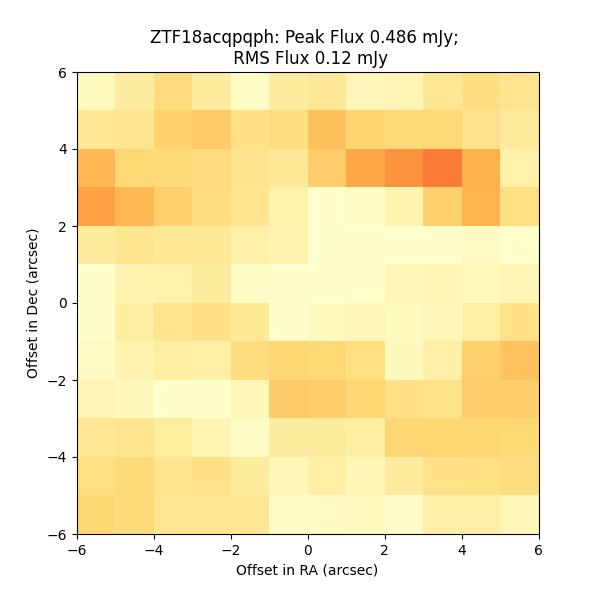 ZTF18acqpqph: Peak Flux 0.486 mJy;
RMS Flux 0.12 mJy
6
4
2
0
−2
−4
−6
Offset in Dec (arcsec)
−6 −4 −2 0 2 4 6
Offset in RA (arcsec)